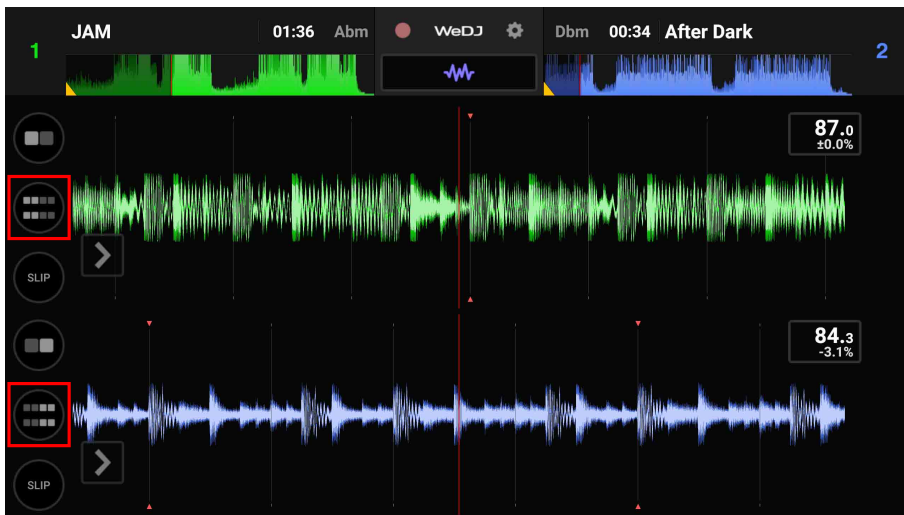 1
JAM 01:36 Abm
WeDJ
Dbm 00:34 After Dark
2
87.0
±0.0%
SLIP
84.3
-3.1%
SLIP